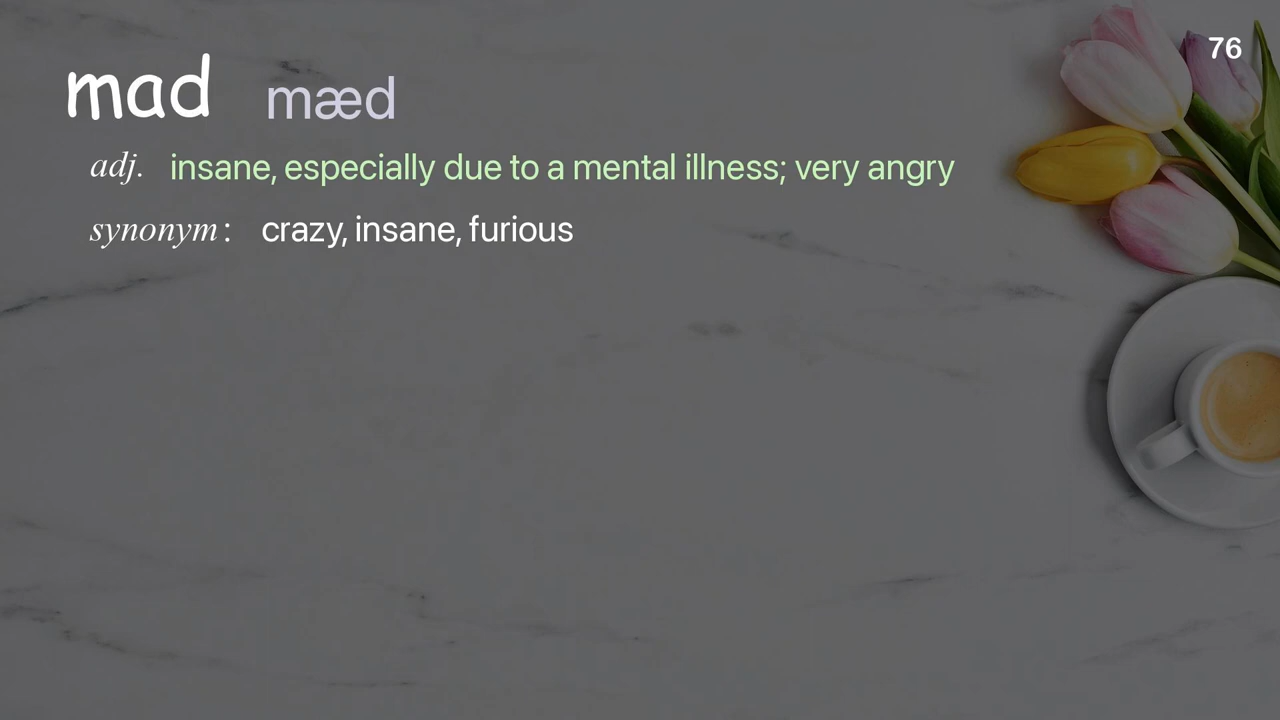 76
mad mæd
adj. insane, especially due to a mental illness; very angry
synonym : crazy, insane, furious